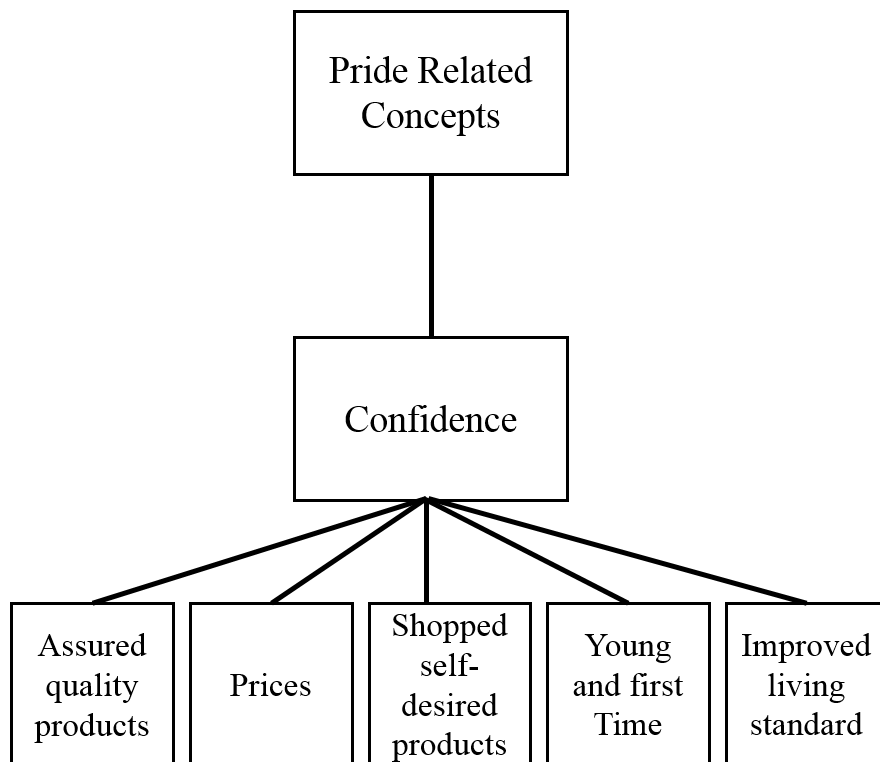 Pride Related
Concepts
Confidence
Assured
quality
products
Prices
Shopped
self-
desired
products
Young
and first
Time
Improved
living
standard